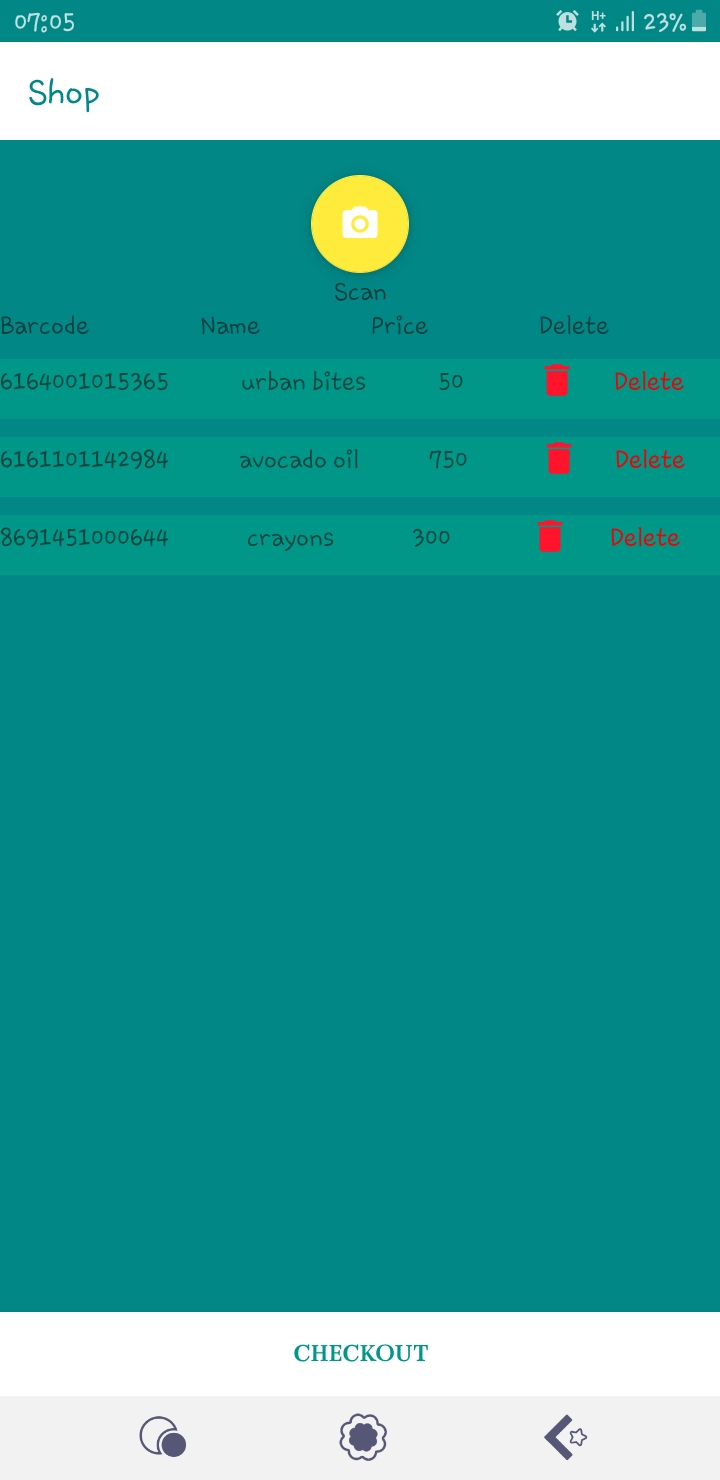 07:05 H+ 23%
Shop
Scan
Barcode Name Price Delete
6164001015365 urban bites 50 Delete
6161101142984 avocado oil 750 Delete
8691451000644 crayons 300 Delete
CHECKOUT